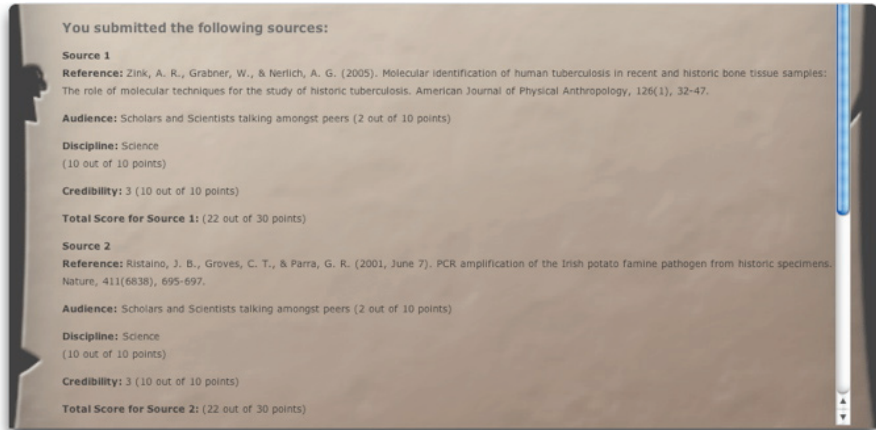 You submitted the following sources:
Source 1
Reference: Zink, A. R., Grabner, W., & Nerlich, A. G. (2005). Molecular identification of human tuberculosis in recent and historic bone tissue samples:
The role of molecular techniques for the study of historic tuberculosis. American Journal of Physical Anthropology, 126(1), 32-47.
Audience: Scholars and Scientists talking amongst peers (2 out of 10 points)
Discipline: Science
(10 out of 10 points)
Credibility: 3 (10 out of 10 points)
Total Score for Source 1: (22 out of 30 points)
Source 2
Reference: Ristaino, J. B., Groves, C. T., & Parra, G. R. (2001, June 7). PCR amplification of the Irish potato famine pathogen from historic specimens.
Nature, 411(6838), 695-697.
Audience: Scholars and Scientists talking amongst peers (2 out of 10 points)
Discipline: Science
(10 out of 10 points)
Credibility: 3 (10 out of 10 points)
Total Score for Source 2: (22 out of 30 points)